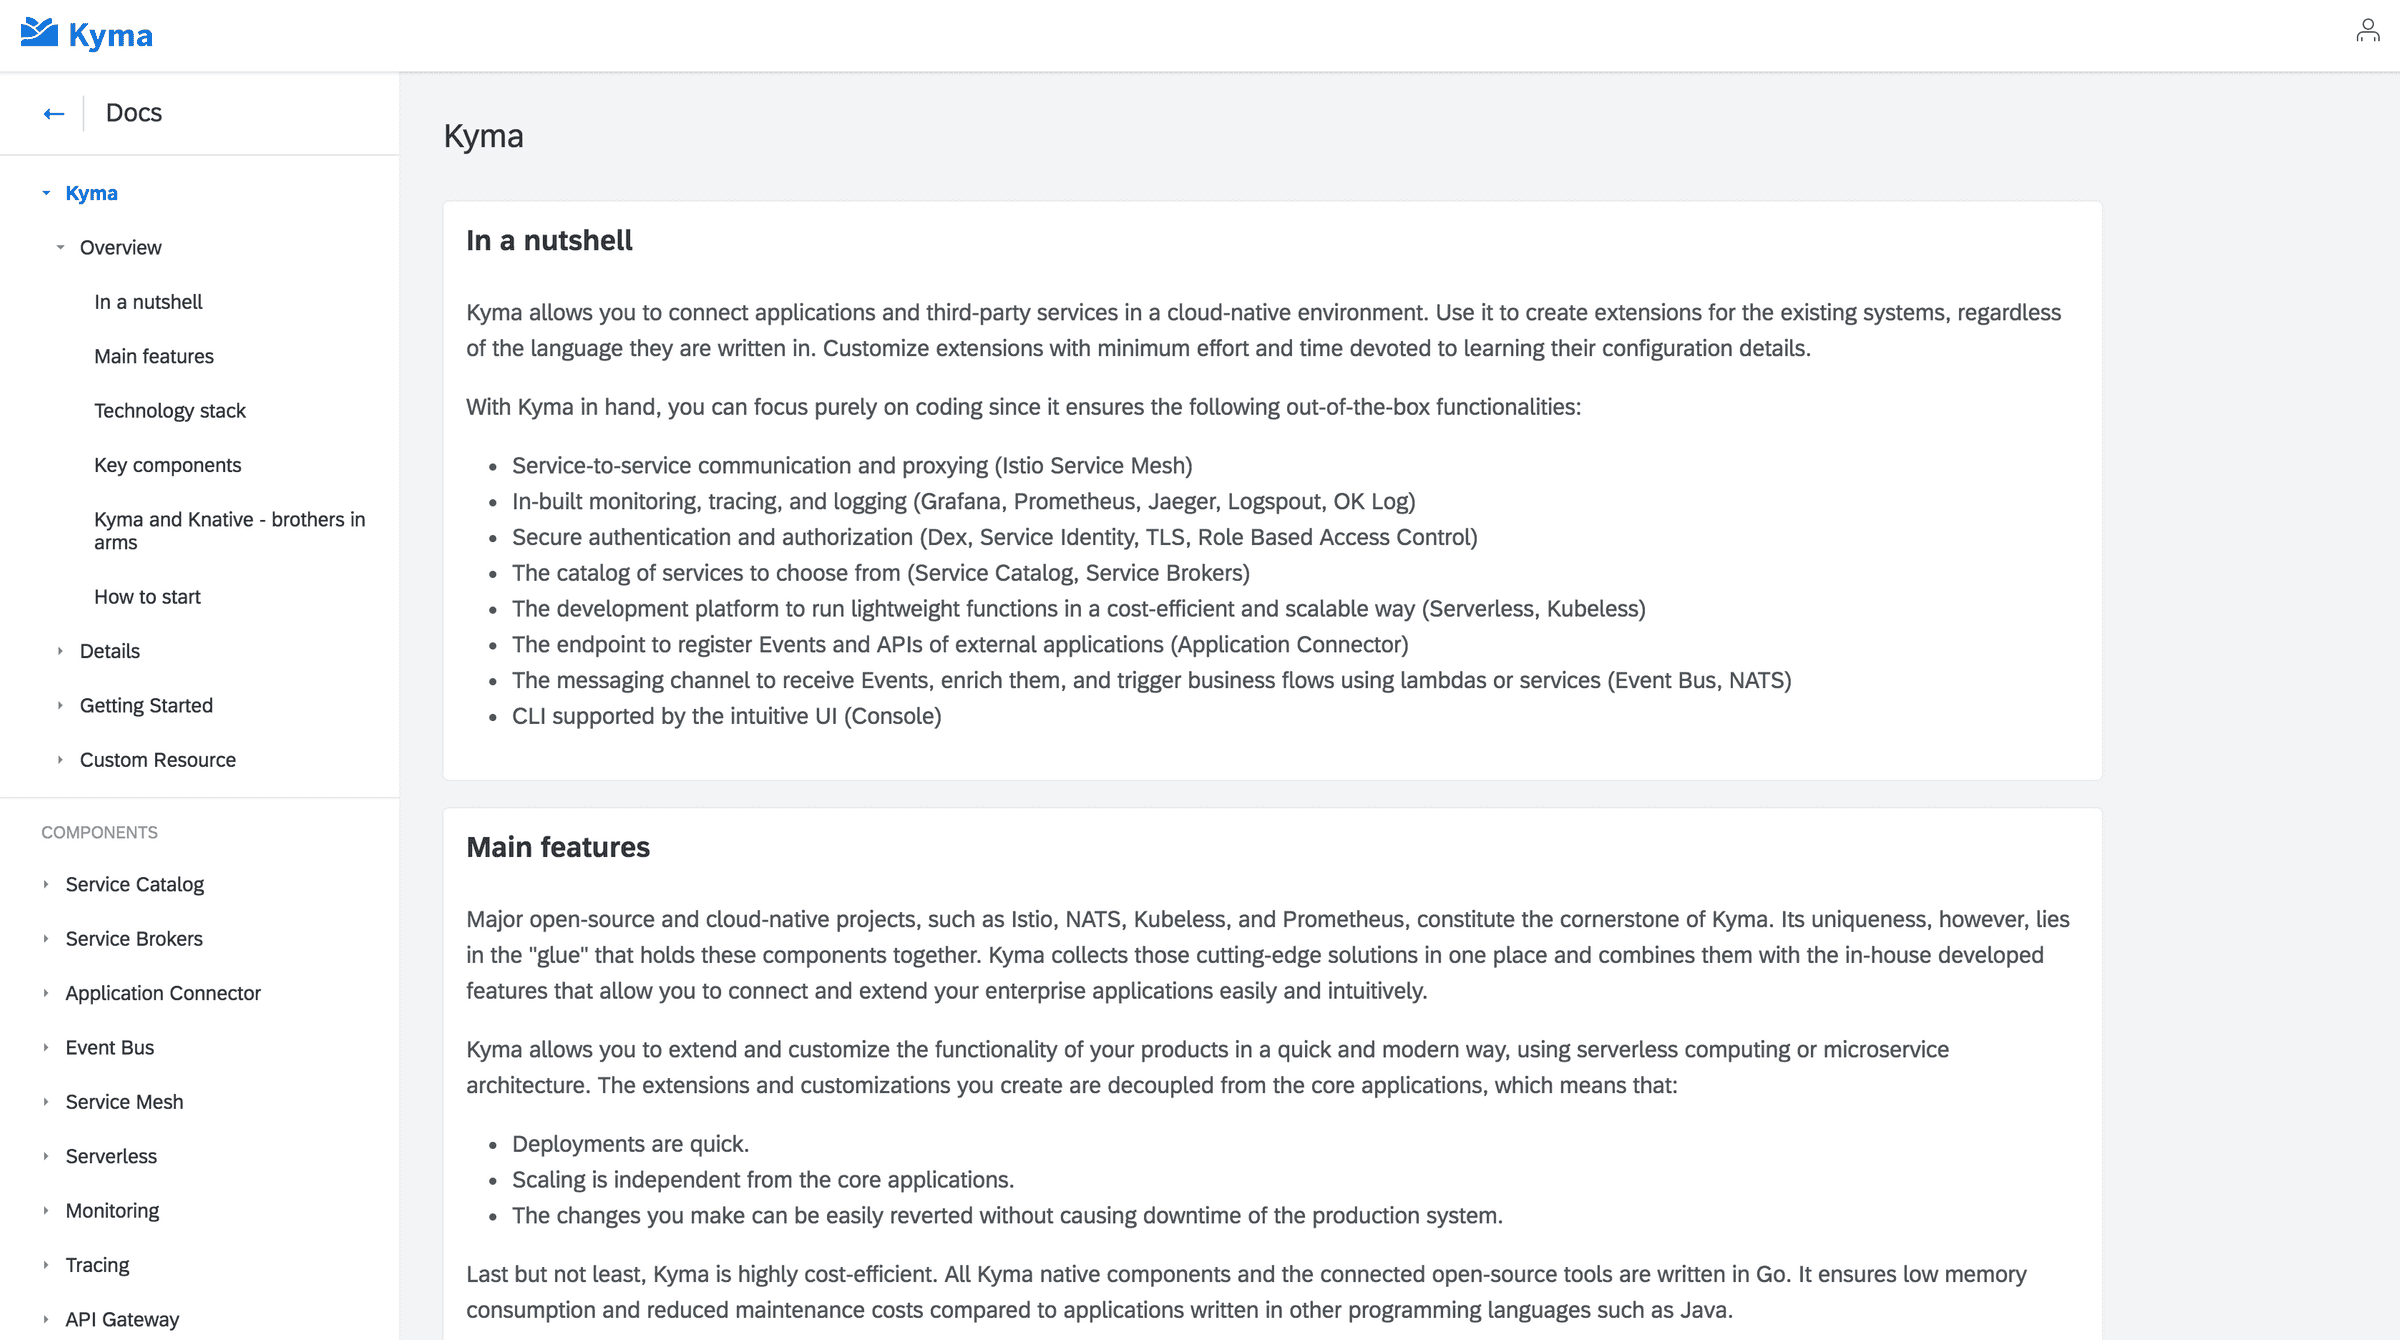 Kyma
Docs
Kyma
Overview
In a nutshell
Main features
Technology stack
Key components
Kyma and Knative - brothers in
arms
How to start
Details
Getting Started
Custom Resource
COMPONENTS
Service Catalog
Service Brokers
Application Connector
Event Bus
Service Mesh
Serverless
Monitoring
Tracing
API Gateway
Kyma
In a nutshell
Kyma allows you to connect applications and third-party services in a cloud-native environment. Use it to create extensions for the existing systems, regardless
of the language they are written in. Customize extensions with minimum effort and time devoted to learning their configuration details.
With Kyma in hand, you can focus purely on coding since it ensures the following out-of-the-box functionalities:
• Service-to-service communication and proxying (Istio Service Mesh)
• In-built monitoring, tracing, and logging (Grafana, Prometheus, Jaeger, Logspout, OK Log)
• Secure authentication and authorization (Dex, Service Identity, TLS, Role Based Access Control)
• The catalog of services to choose from (Service Catalog, Service Brokers)
• The development platform to run lightweight functions in a cost-efficient and scalable way (Serverless, Kubeless)
• The endpoint to register Events and APIs of external applications (Application Connector)
• The messaging channel to receive Events, enrich them, and trigger business flows using lambdas or services (Event Bus, NATS)
• CLI supported by the intuitive UI (Console)
Main features
Major open-source and cloud-native projects, such as Istio, NATS, Kubeless, and Prometheus, constitute the cornerstone of Kyma. Its uniqueness, however, lies
in the "glue" that holds these components together. Kyma collects those cutting-edge solutions in one place and combines them with the in-house developed
features that allow you to connect and extend your enterprise applications easily and intuitively.
Kyma allows you to extend and customize the functionality of your products in a quick and modern way, using serverless computing or microservice
architecture. The extensions and customizations you create are decoupled from the core applications, which means that:
• Deployments are quick.
• Scaling is independent from the core applications.
• The changes you make can be easily reverted without causing downtime of the production system.
Last but not least, Kyma is highly cost-efficient. All Kyma native components and the connected open-source tools are written in Go. It ensures low memory
consumption and reduced maintenance costs compared to applications written in other programming languages such as Java.